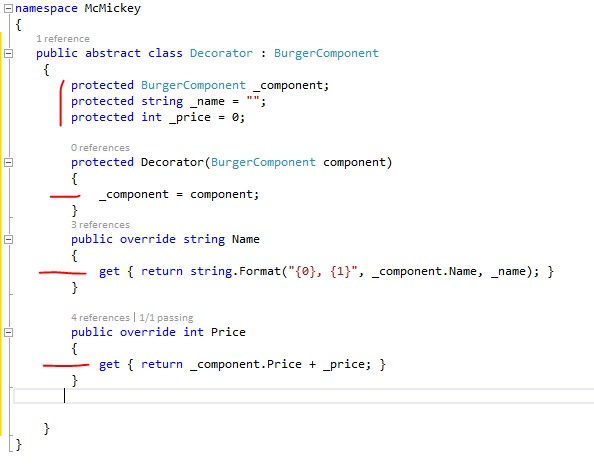 namespace McMickey
{
1 reference
public abstract class Decorator : BurgerComponent
{
protected BurgerComponent _component;
protected string _name = "";
protected int _price = 0;
0 references
protected Decorator(BurgerComponent component)
{
_component = component;
}
3 references
public override string Name
{
get { return string.Format("{0}, {1}", _component.Name, _name); }
}
4 references | 1/1 passing
public override int Price
{
get { return _component.Price + _price; }
}
}
}